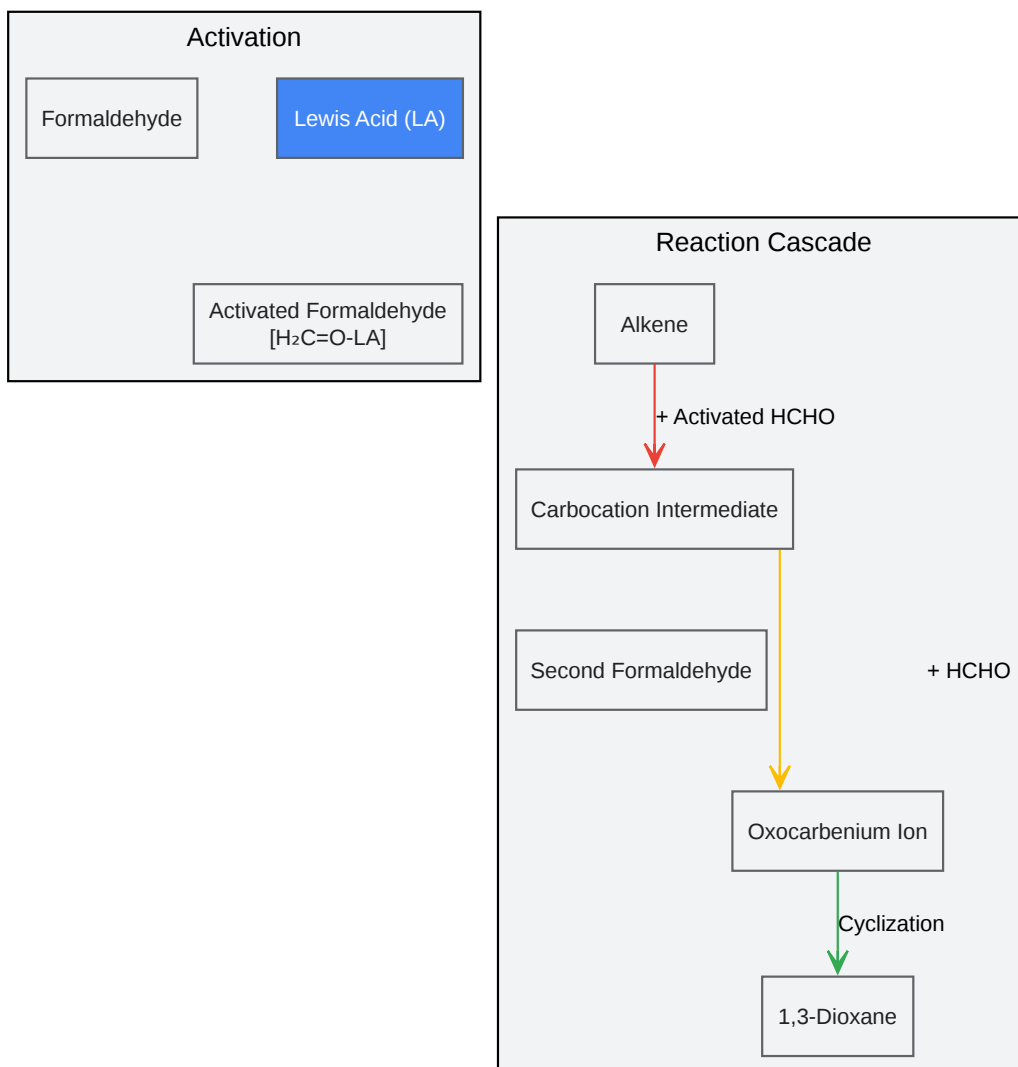 Activation
Formaldehyde
Lewis Acid (LA)
Activated Formaldehyde
[H₂C=O-LA]
Reaction Cascade
Alkene
+ Activated HCHO
Carbocation Intermediate
Second Formaldehyde
+ HCHO
Oxocarbenium Ion
Cyclization
1,3-Dioxane